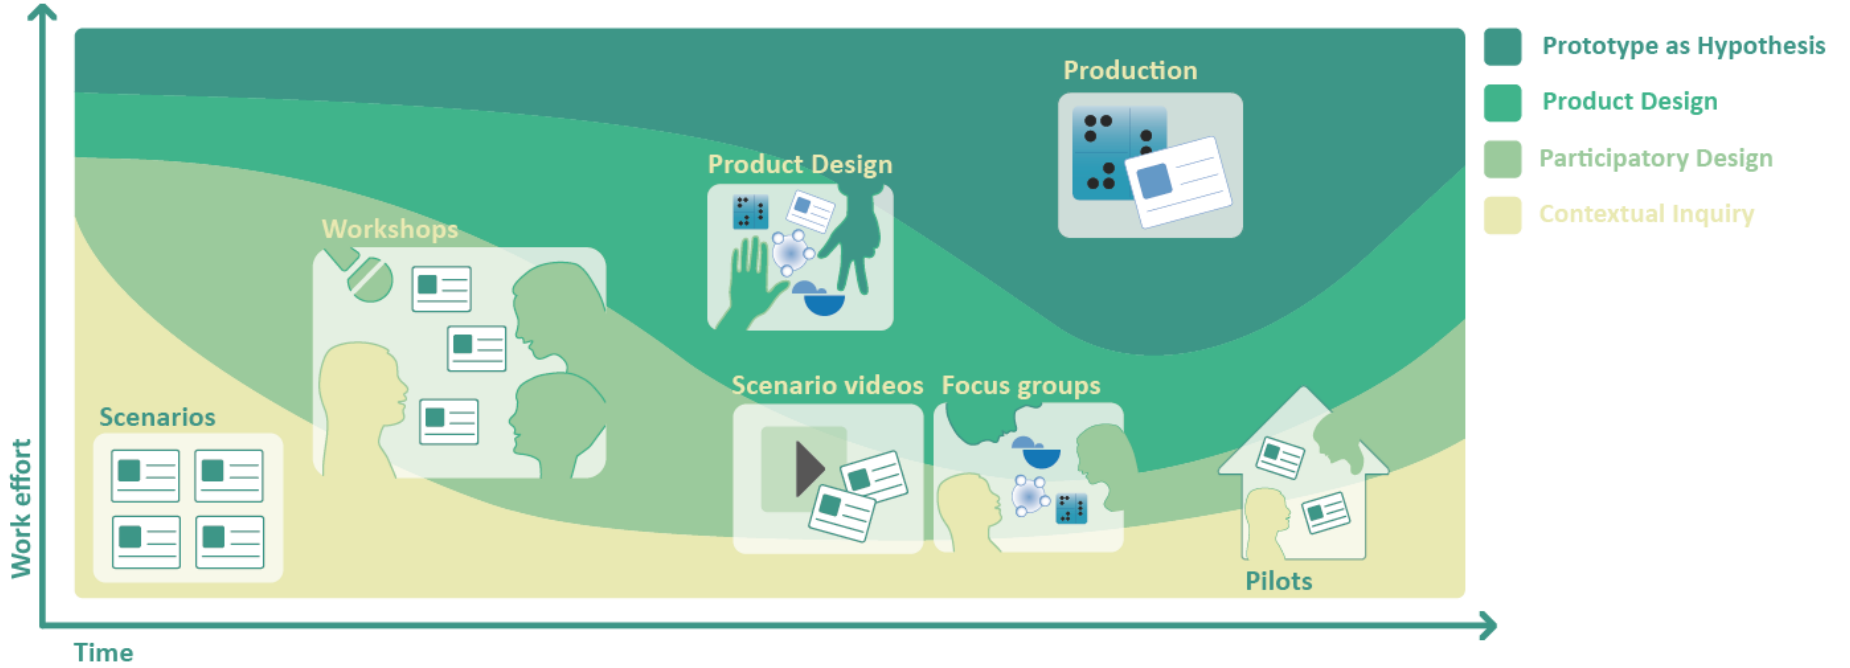 Production
Product Design
Workshops
Scenario videos
Focus groups
Scenarios
Pilots
Work effort
Time
Prototype as Hypothesis
Product Design
Participatory Design
Contextual Inquiry